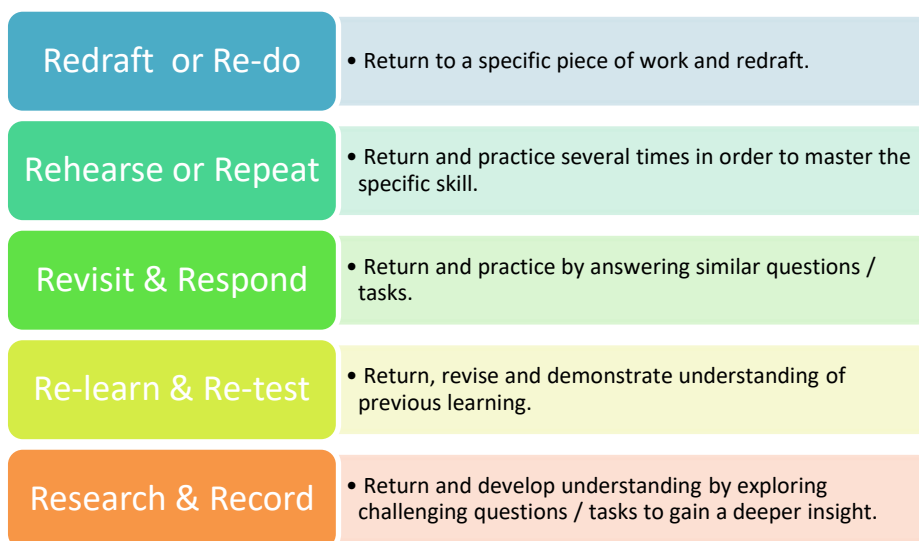 Redraft or Re-do
• Return to a specific piece of work and redraft.
Rehearse or Repeat
• Return and practice several times in order to master the
specific skill.
Revisit & Respond
• Return and practice by answering similar questions /
tasks.
Re-learn & Re-test
• Return, revise and demonstrate understanding of
previous learning.
Research & Record
• Return and develop understanding by exploring
challenging questions / tasks to gain a deeper insight.